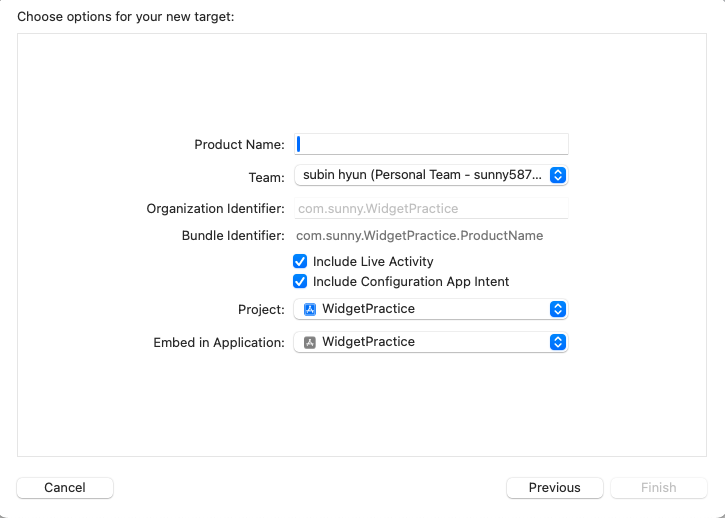 Choose options for your new target:
Product Name:
Team: subin hyun (Personal Team - sunny587...
Organization Identifier: com.sunny.WidgetPractice
Bundle Identifier: com.sunny.WidgetPractice.ProductName
Include Live Activity
Include Configuration App Intent
Project: WidgetPractice
Embed in Application: WidgetPractice
Cancel Previous Finish